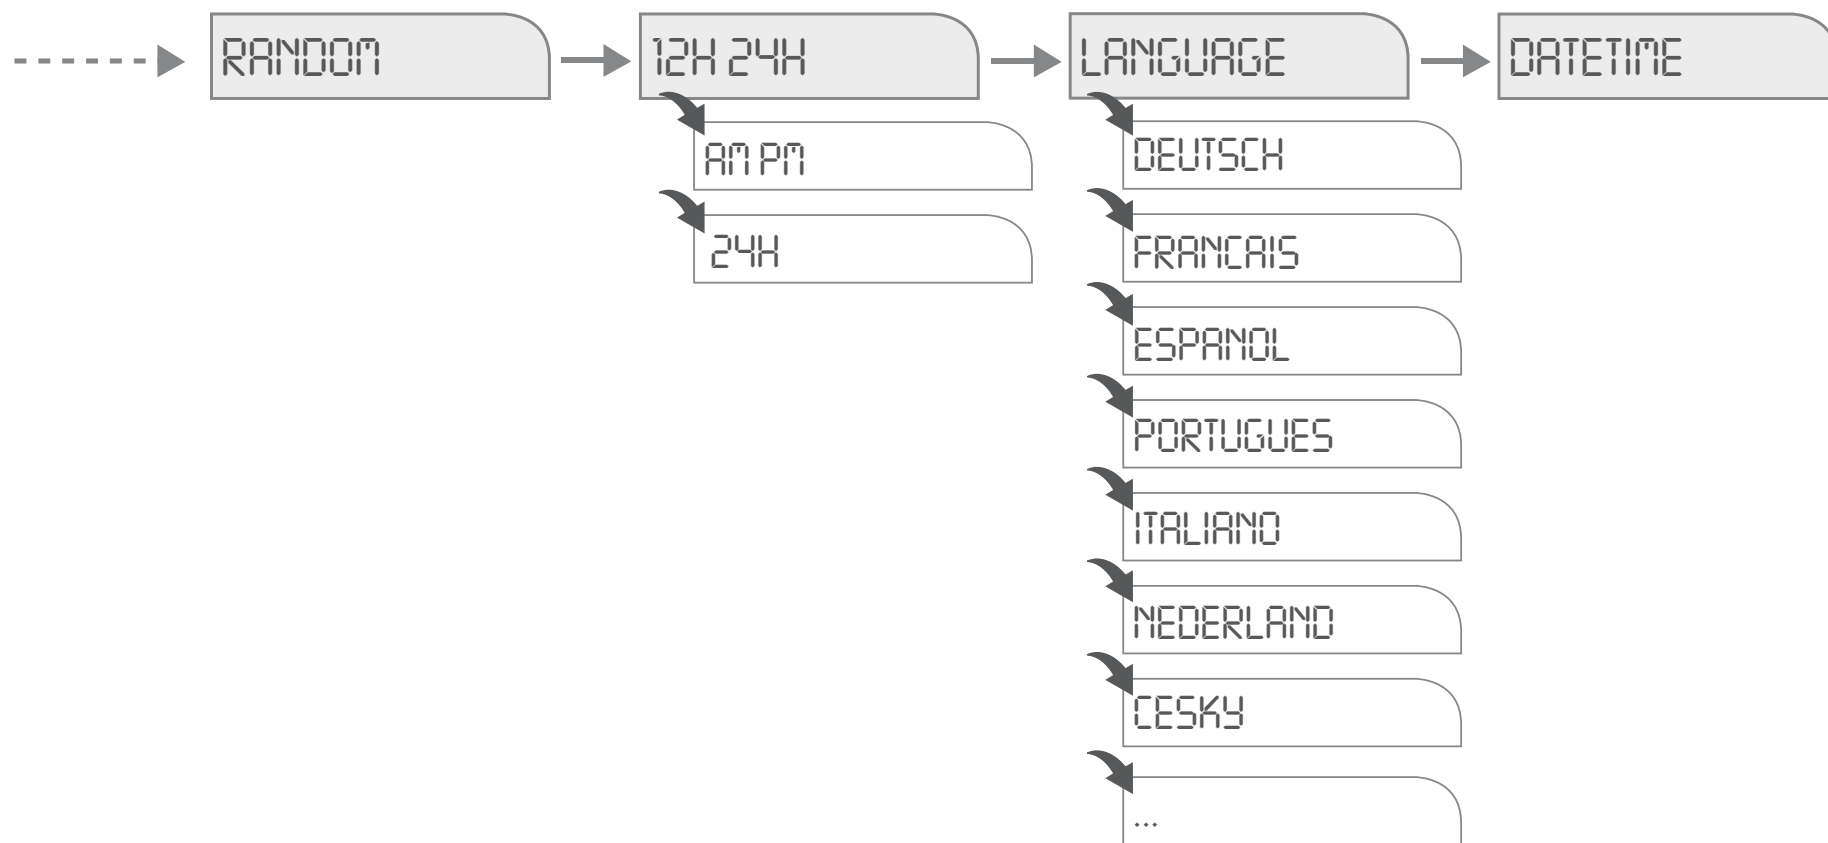 RANDOM
12H 24H
LANGUAGE
DATETIME
AM PM
24H
DEUTSCH
FRANCAIS
ESPANOL
PORTUGUES
ITALIANO
NEDERLAND
CESKY
...